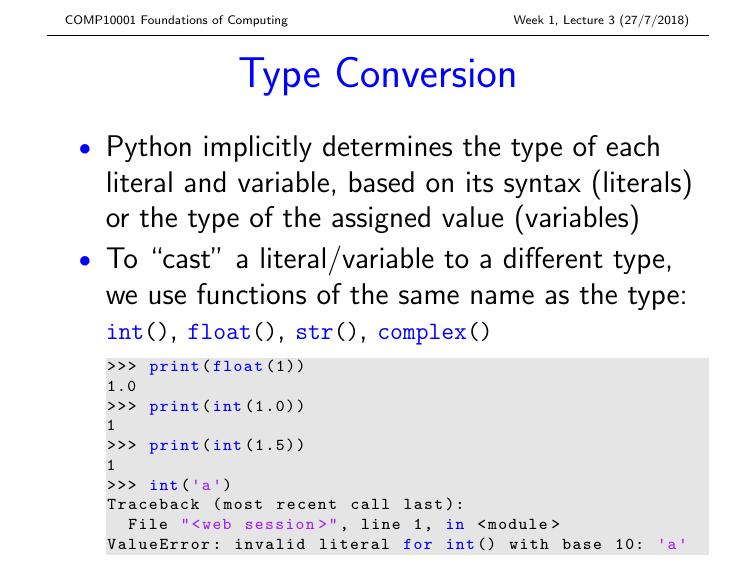 COMP10001 Foundations of Computing Week 1, Lecture 3 (27/7/2018)
Type Conversion
• Python implicitly determines the type of each
literal and variable, based on its syntax (literals)
or the type of the assigned value (variables)
• To “cast” a literal/variable to a different type,
we use functions of the same name as the type:
int(), float(), str(), complex()
>>> print(float(1))
1.0
>>> print(int(1.0))
1
>>> print(int(1.5))
1
>>> int('a')
Traceback (most recent call last):
  File "<web session>", line 1, in <module>
ValueError: invalid literal for int() with base 10: 'a'